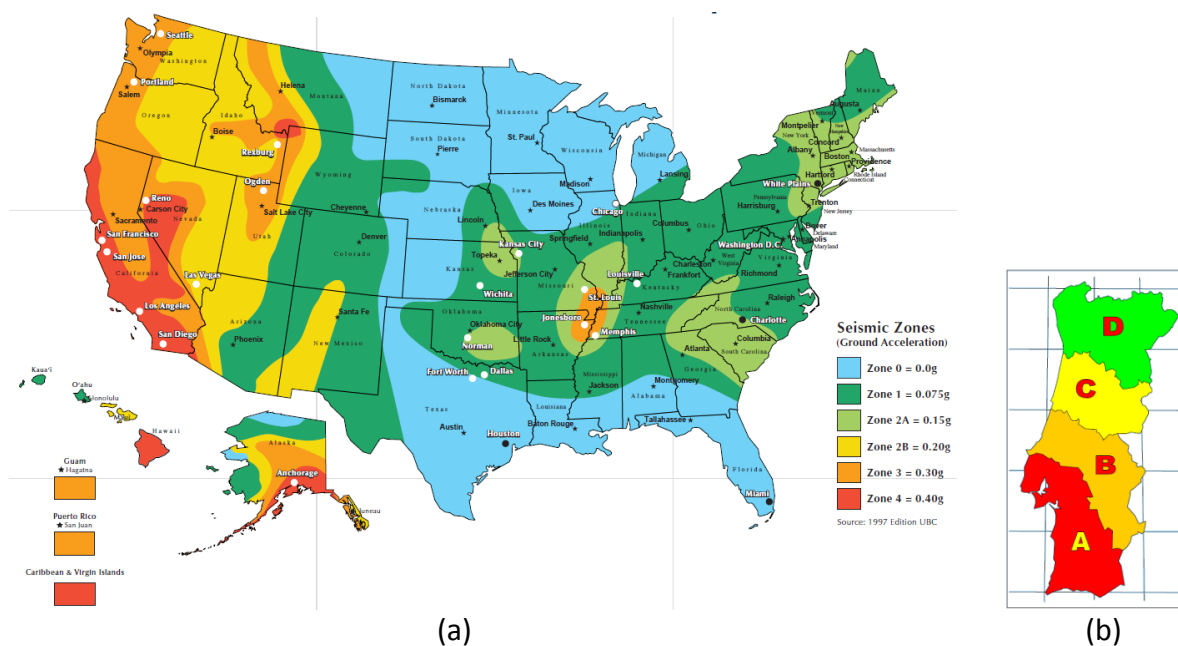 Seattle
Olympia
Washington
Portland
Salem
Oregon
Idaho
Boise
Helena
Montana
Rexburg
Ogden
Salt Lake City
Utah
Wyoming
Cheyenne
Reno
Carson City
Nevada
Sacramento
San Francisco
San Jose
California
Las Vegas
Los Angeles
San Diego
Arizona
Phoenix
Denver
Colorado
Santa Fe
New Mexico
North Dakota
Bismarck
South Dakota
Pierre
Nebraska
Lincoln
Kansas
Topeka
Kansas City
Wichita
Oklahoma
Oklahoma City
Norman
Fort Worth
Dallas
Texas
Austin
Houston
Minnesota
St. Paul
Wisconsin
Madison
Iowa
Des Moines
Michigan
Lansing
Chicago
Illinois
Springfield
Indiana
Indianapolis
Ohio
Columbus
Missouri
Jefferson City
St. Louis
Louisville
Kentucky
Frankfort
Charleston
West
Virginia
Virginia
Richmond
Washington D.C.
Jonesboro
Memphis
Nashville
Tennessee
Little Rock
Arkansas
Mississippi
Jackson
Louisiana
Baton Rouge
Alabama
Montgomery
Georgia
Atlanta
Tallahassee
Florida
Miami
North Carolina
Raleigh
Charlotte
Columbia
South Carolina
Maine
Augusta
Vermont
Montpelier
New York
Concord
Albany
Boston
Massachusetts
Providence
Rhode Island
Hartford
Connecticut
White Plains
Pennsylvania
Harrisburg
Trenton
New Jersey
Dover
Delaware
Annapolis
Maryland
Kaua'i
O'ahu
Honolulu
Maui
Hawaii
Alaska
Anchorage
Juneau
Guam
Hagatna
Puerto Rico
San Juan
Caribbean & Virgin Islands
Seismic Zones
(Ground Acceleration)
Zone 0 = 0.0g
Zone 1 = 0.075g
Zone 2A = 0.15g
Zone 2B = 0.20g
Zone 3 = 0.30g
Zone 4 = 0.40g
Source: 1997 Edition UBC
D
C
B
A
(a)
(b)